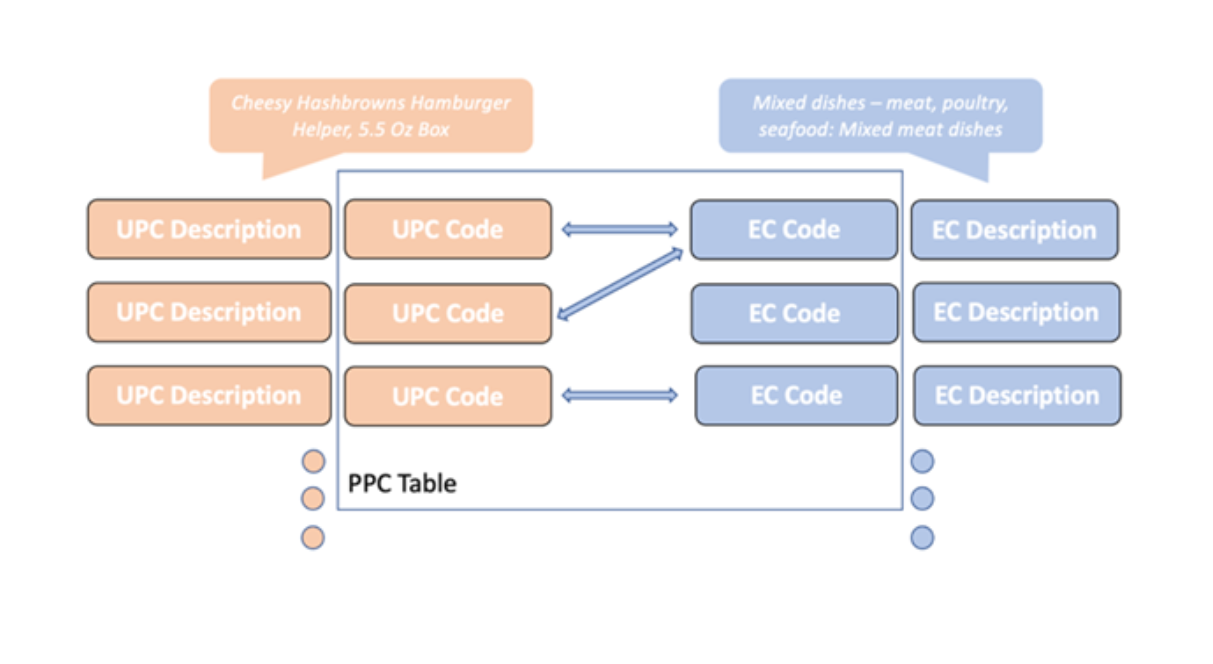 Cheesy Hashbrowns Hamburger
Helper, 5.5 Oz Box
Mixed dishes – meat, poultry,
seafood: Mixed meat dishes
UPC Description
UPC Code
EC Code
EC Description
UPC Description
UPC Code
EC Code
EC Description
UPC Description
UPC Code
EC Code
EC Description
PPC Table